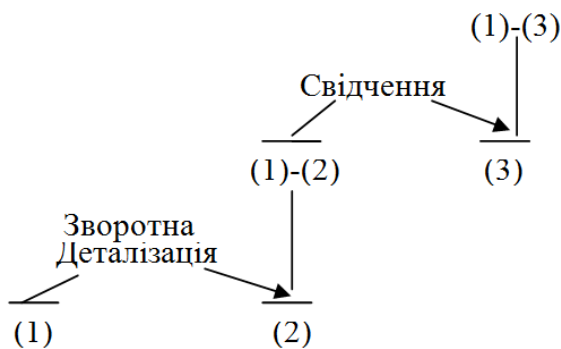 (1)-(3)
Свідчення
(1)-(2)
(3)
Зворотна
Деталізація
(1)
(2)